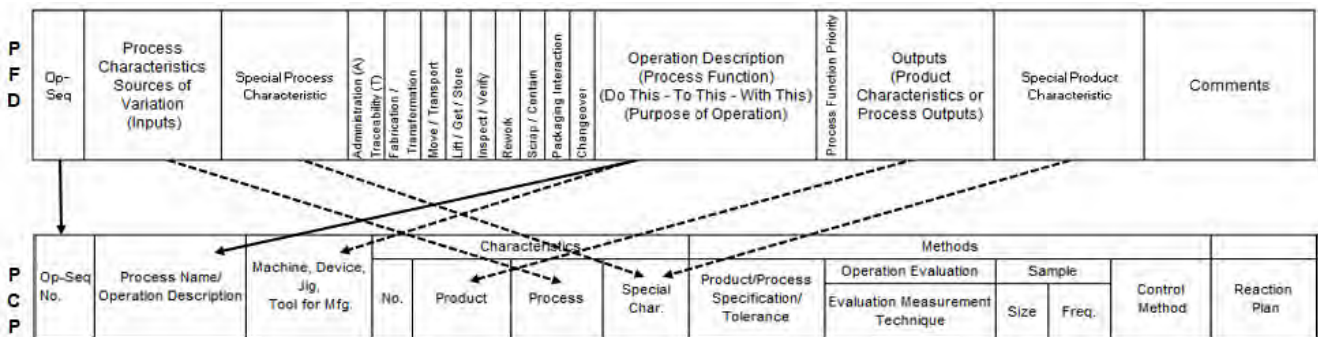 P
F
D
Op-
Seq
Process
Characteristics
Sources of
Variation
(Inputs)
Special Process
Characteristic
Administration (A)
Traceability (T)
Fabrication /
Transformation
Move / Transport
Lift / Get / Store
Inspect / Verify
Rework
Scrap / Contain
Packaging Interaction
Changeover
Operation Description
(Process Function)
(Do This - To This - With This)
(Purpose of Operation)
Process Function Priority
Outputs
(Product
Characteristics or
Process Outputs)
Special Product
Characteristic
Comments
P
C
P
Op-Seq
No.
Process Name/
Operation Description
Machine, Device,
Jig,
Tool for Mfg.
Characteristics
No.
Product
Process
Special
Char.
Methods
Product/Process
Specification/
Tolerance
Operation Evaluation
Evaluation Measurement
Technique
Sample
Size
Freq.
Control
Method
Reaction
Plan